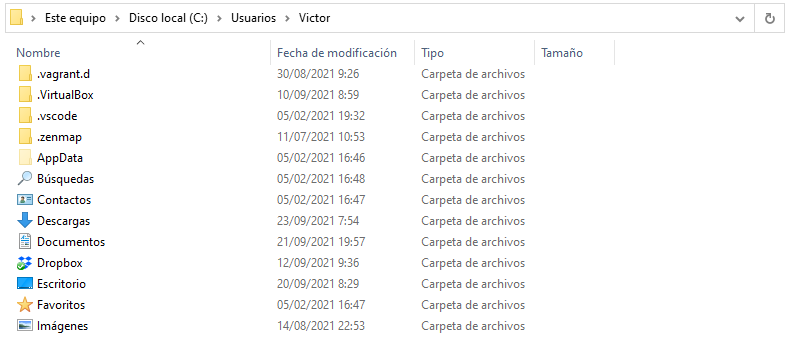 Este equipo > Disco local (C:) > Usuarios > Victor
Nombre Fecha de modificación Tipo Tamaño
.vagrant.d 30/08/2021 9:26 Carpeta de archivos
.VirtualBox 10/09/2021 8:59 Carpeta de archivos
.vscode 05/02/2021 19:32 Carpeta de archivos
.zenmap 11/07/2021 10:53 Carpeta de archivos
AppData 05/02/2021 16:46 Carpeta de archivos
Búsquedas 05/02/2021 16:48 Carpeta de archivos
Contactos 05/02/2021 16:47 Carpeta de archivos
Descargas 23/09/2021 7:54 Carpeta de archivos
Documentos 21/09/2021 19:57 Carpeta de archivos
Dropbox 12/09/2021 9:36 Carpeta de archivos
Escritorio 20/09/2021 8:29 Carpeta de archivos
Favoritos 05/02/2021 16:47 Carpeta de archivos
Imágenes 14/08/2021 22:53 Carpeta de archivos